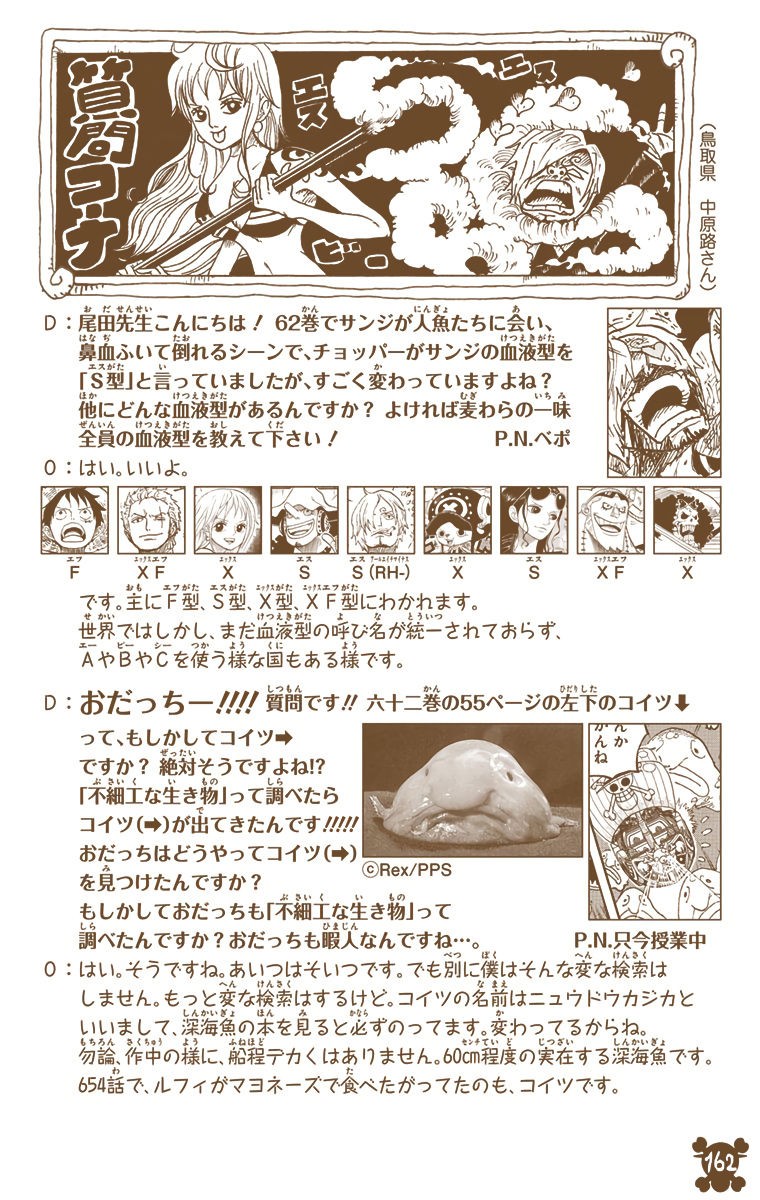 質問コーナー
エス
エス
ビービー
(鳥取県　中原路さん)
D：尾田先生こんにちは！ 62巻でサンジが人魚たちに会い、
鼻血ふいて倒れるシーンで、チョッパーがサンジの血液型を
「S型」と言っていましたが、すごく変わっていますよね？
他にどんな血液型があるんですか？ よければ麦わらの一味
全員の血液型を教えて下さい！ P.N.ベポ
O：はい。いいよ。
F XF X S S(RH-) X S XF X
です。主にF型、S型、X型、XF型にわかれます。
世界ではしかし、まだ血液型の呼び名が統一されておらず、
AやBやCを使う様な国もある様です。
D：おだっちー!!!! 質問です!! 六十二巻の55ページの左下のコイツ⬇
って、もしかしてコイツ➡
ですか？ 絶対そうですよね!?
「不細工な生き物」って調べたら
コイツ(➡)が出てきたんです!!!!!
おだっちはどうやってコイツ(➡)
を見つけたんですか？
©Rex/PPS
もしかしておだっちも「不細工な生き物」って
調べたんですか？おだっちも暇人なんですね…。 P.N.只今授業中
O：はい。そうですね。あいつはそいつです。でも別に僕はそんな変な検索は
しません。もっと変な検索はするけど。コイツの名前はニュウドウカジカと
いいまして、深海魚の本を見ると必ずのってます。変わってるからね。
勿論、作中の様に、船程デカくはありません。60cm程度の実在する深海魚です。
654話で、ルフィがマヨネーズで食べたがってたのも、コイツです。
162